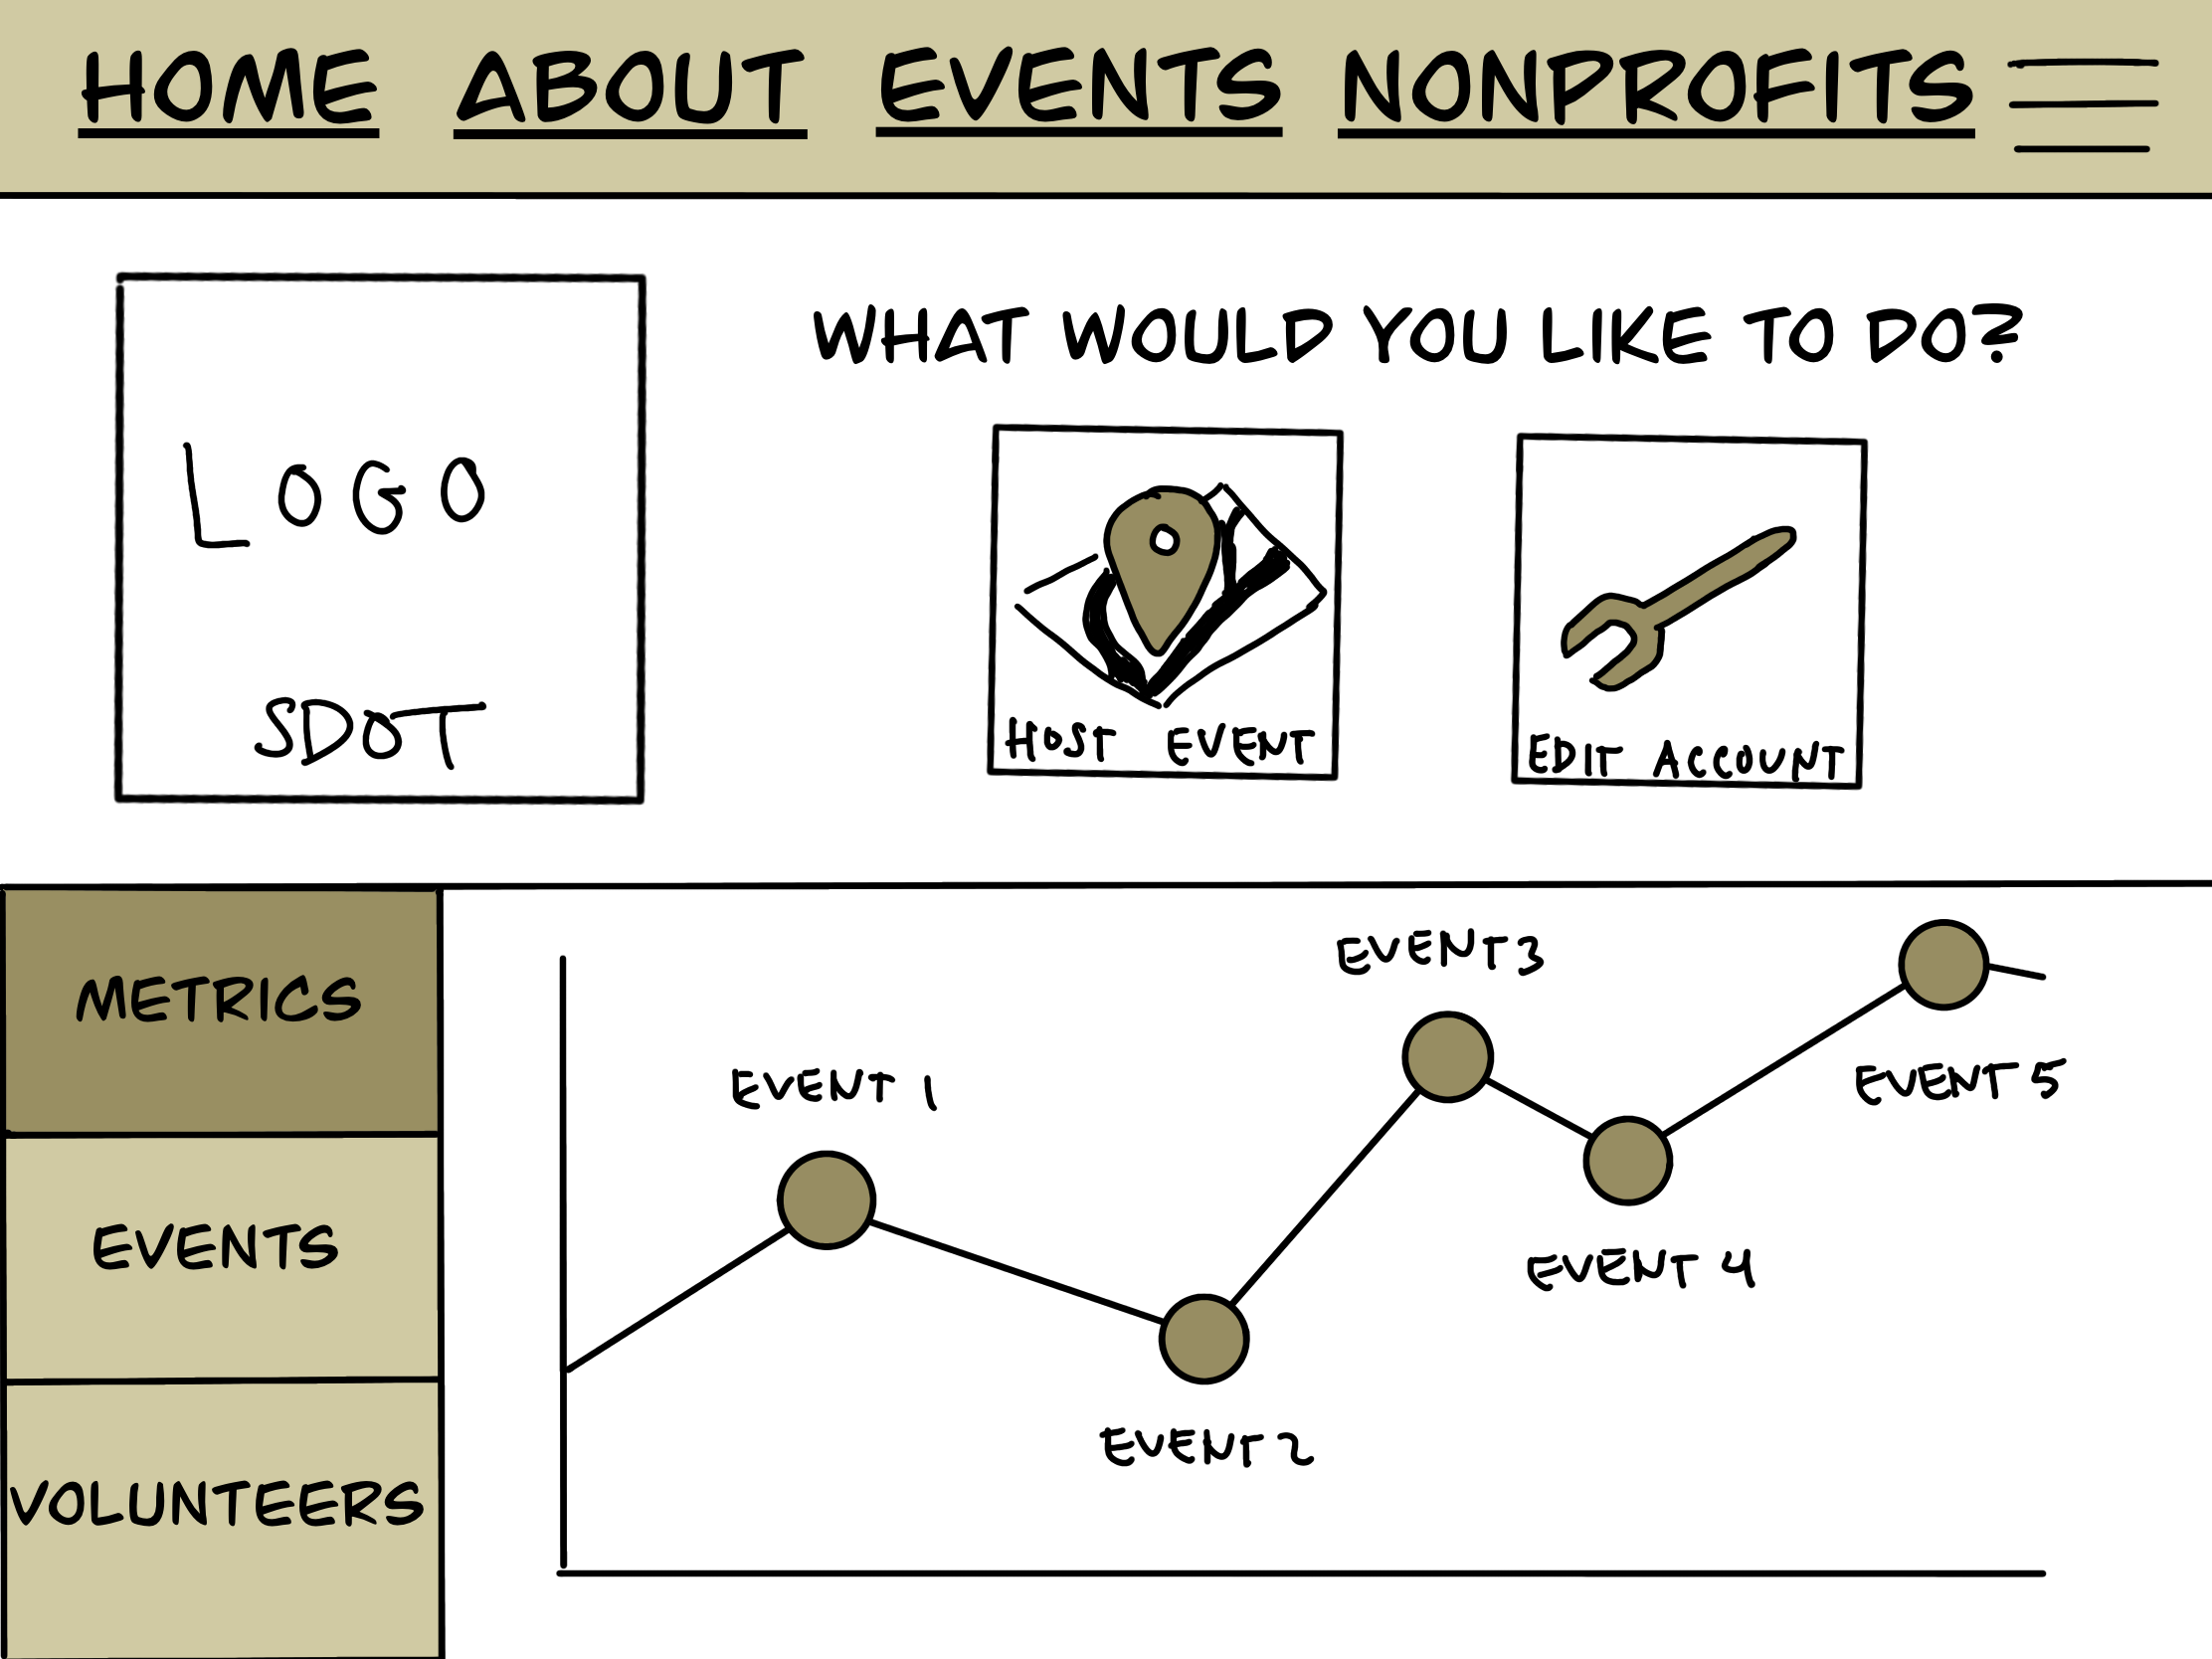 HOME ABOUT EVENTS NONPROFITS
WHAT WOULD YOU LIKE TO DO?
LOGO
SDOT
HOST EVENT
EDIT ACCOUNT
METRICS
EVENTS
VOLUNTEERS
EVENT 1
EVENT 2
EVENT 3
EVENT 4
EVENT 5